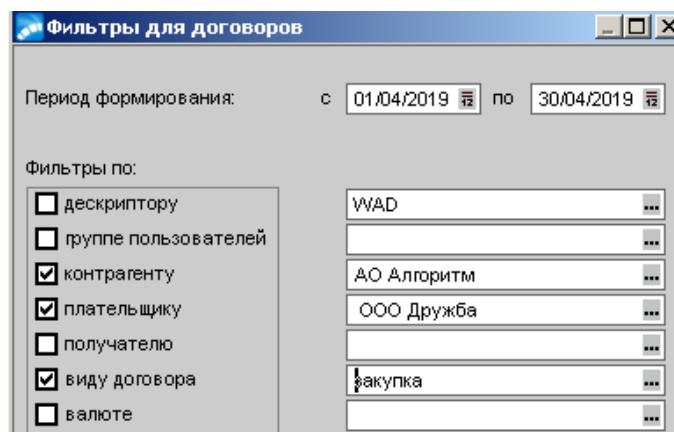 Фильтры для договоров
Период формирования: с 01/04/2019 по 30/04/2019
Фильтры по:
дескриптору WAD
группе пользователей
контрагенту АО Алгоритм
плательщику ООО Дружба
получателю
виду договора закупка
валюте